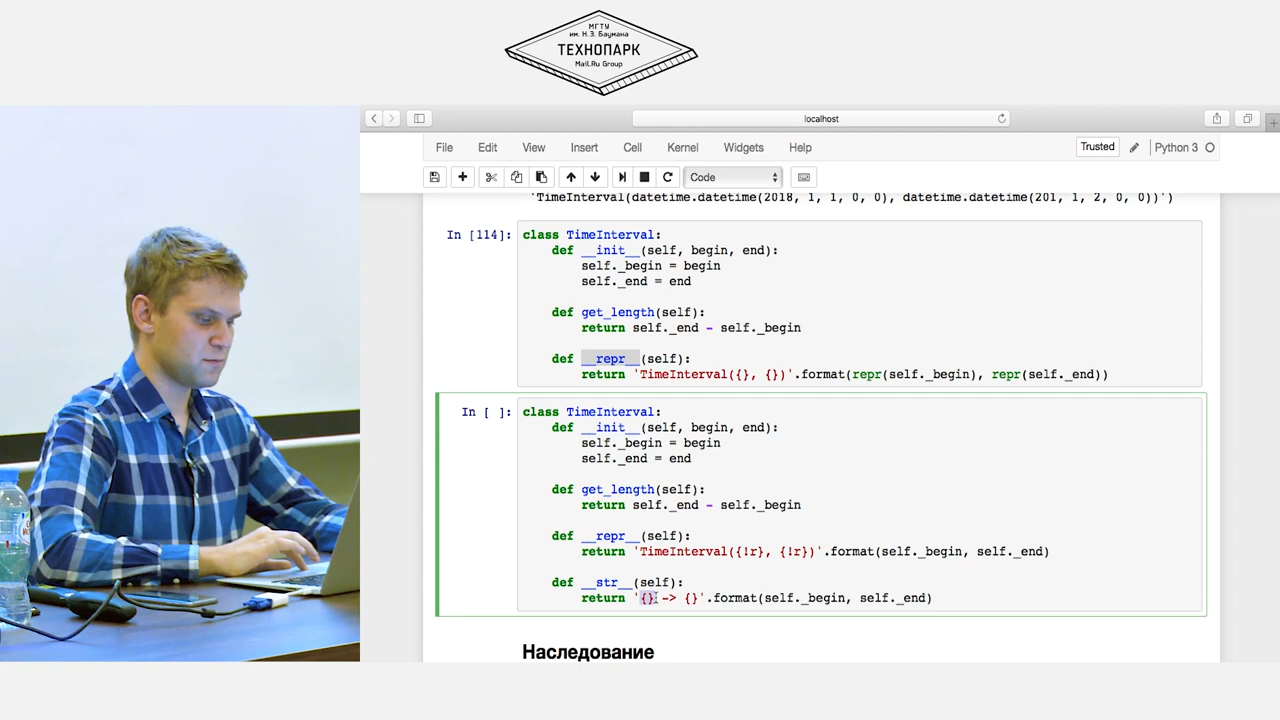 МГТУ
им. Н.Э. Баумана
ТЕХНОПАРК
Mail.Ru Group
localhost
File Edit View Insert Cell Kernel Widgets Help Trusted Python 3
Code
'TimeInterval(datetime.datetime(2018, 1, 1, 0, 0), datetime.datetime(201, 1, 2, 0, 0))')
In [114]: class TimeInterval:
def __init__(self, begin, end):
self._begin = begin
self._end = end
def get_length(self):
return self._end - self._begin
def __repr__(self):
return 'TimeInterval({}, {})'.format(repr(self._begin), repr(self._end))
In [ ]: class TimeInterval:
def __init__(self, begin, end):
self._begin = begin
self._end = end
def get_length(self):
return self._end - self._begin
def __repr__(self):
return 'TimeInterval({!r}, {!r})'.format(self._begin, self._end)
def __str__(self):
return '{} -> {}'.format(self._begin, self._end)
Наследование